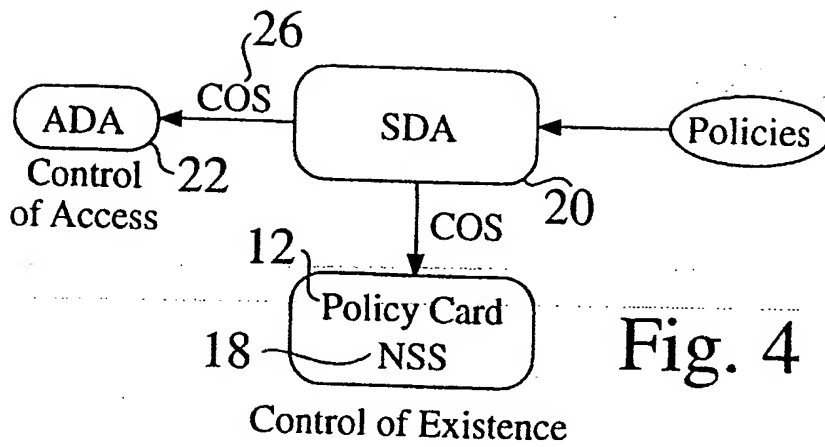 26
COS
ADA
SDA
Policies
22
Control
of Access
20
COS
12
Policy Card
18
NSS
Fig. 4
Control of Existence